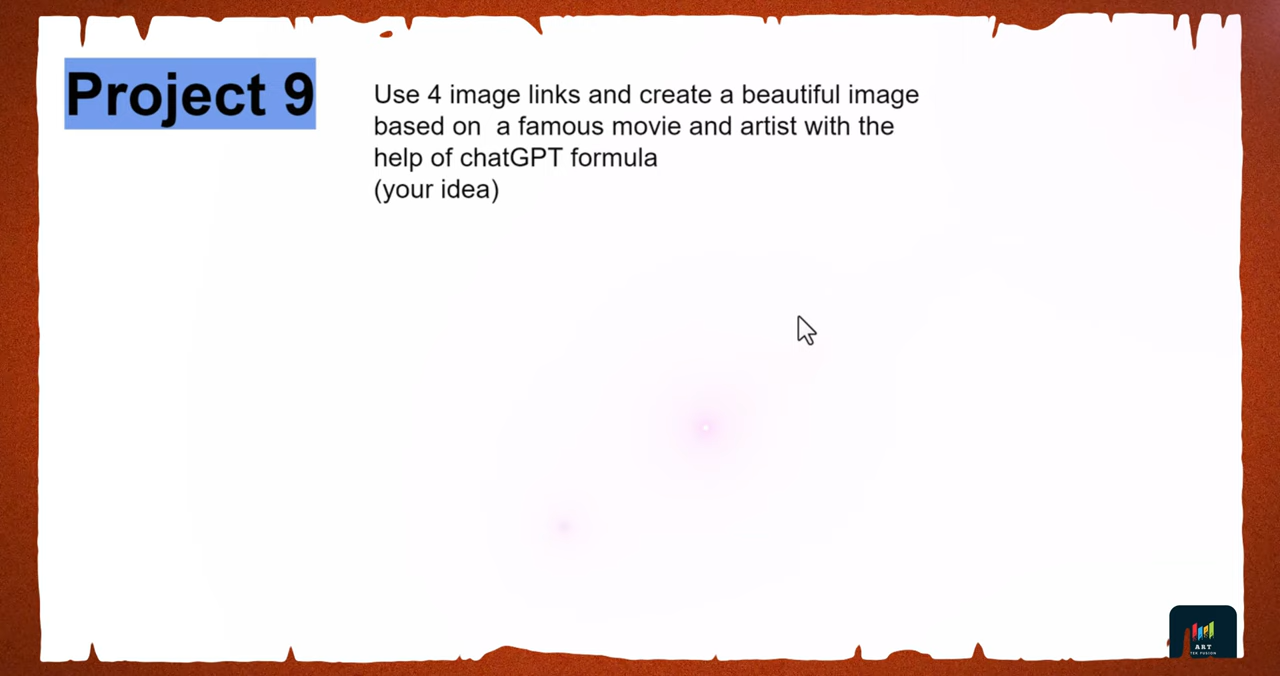 Project 9
Use 4 image links and create a beautiful image
based on a famous movie and artist with the
help of chatGPT formula
(your idea)
ART